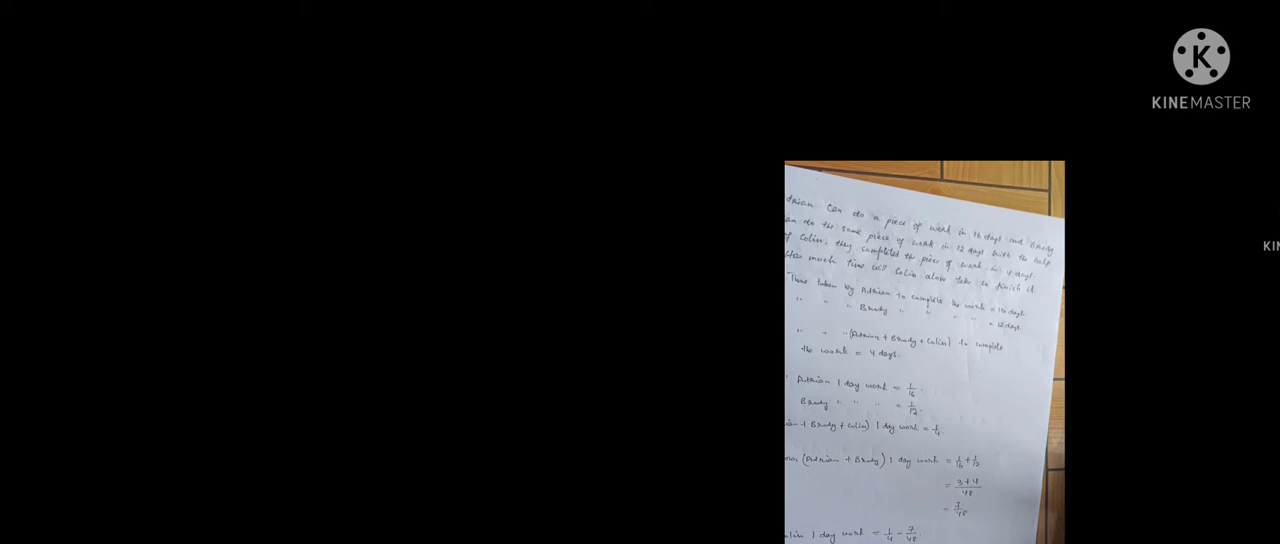 KINEMASTER
trian can do a piece of work in 16 days and Brady
an do the same piece of work in 12 days with the help
of Colin, they completed the piece of work in 4 days.
How much time will Colin alone take to finish it.
Time taken by Adrian to complete the work = 16 days
" " " Brady " " " " = 12 days
" " " (Adrian + Brady + Colin) to complete
the work = 4 days.
Adrian 1 day work = 1/16
Brady " " " = 1/12.
ian + Brady + Colin) 1 day work = 1/4
(Adrian + Brady) 1 day work = 1/16 + 1/12
= 3+4/48
= 7/48
olin 1 day work = 1/4 - 7/48
KI